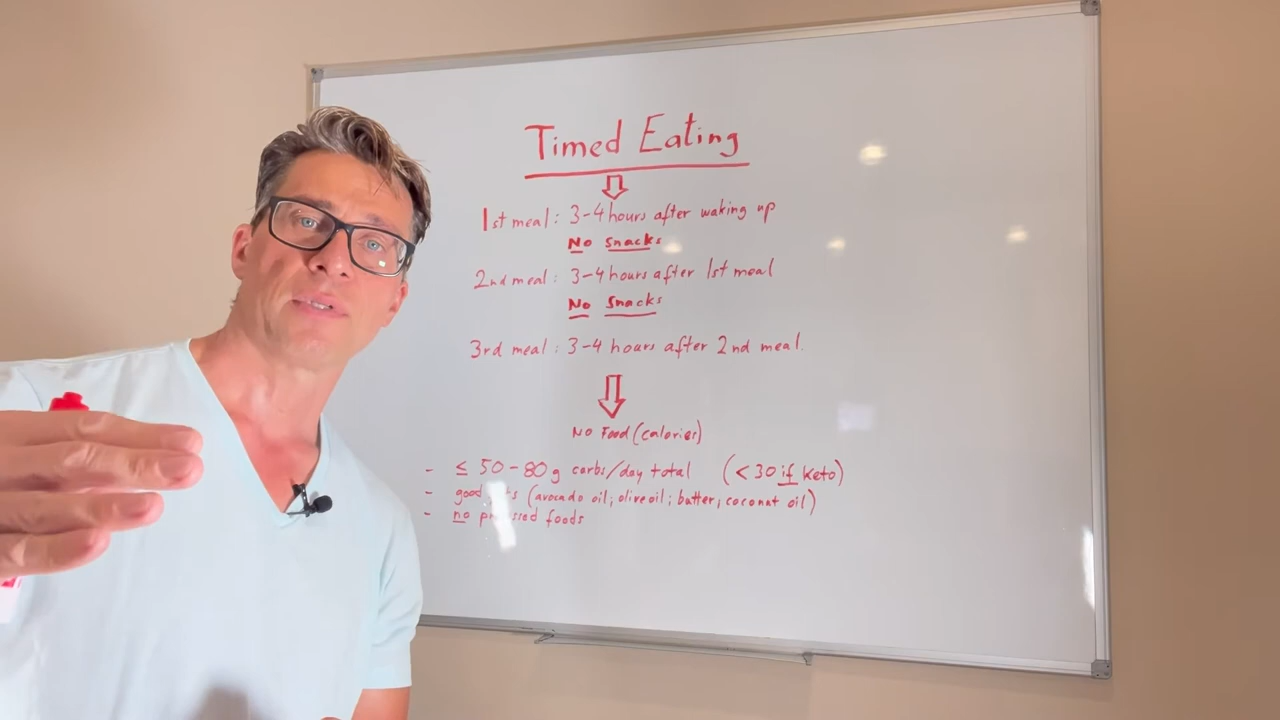 Timed Eating
1st meal: 3-4 hours after waking up
No Snacks
2nd meal: 3-4 hours after 1st meal
No Snacks
3rd meal: 3-4 hours after 2nd meal.
No Food (calories)
- ≤ 50-80g carbs/day total (<30 if Keto)
- good (avocado oil; olive oil; butter; coconut oil)
- no foods